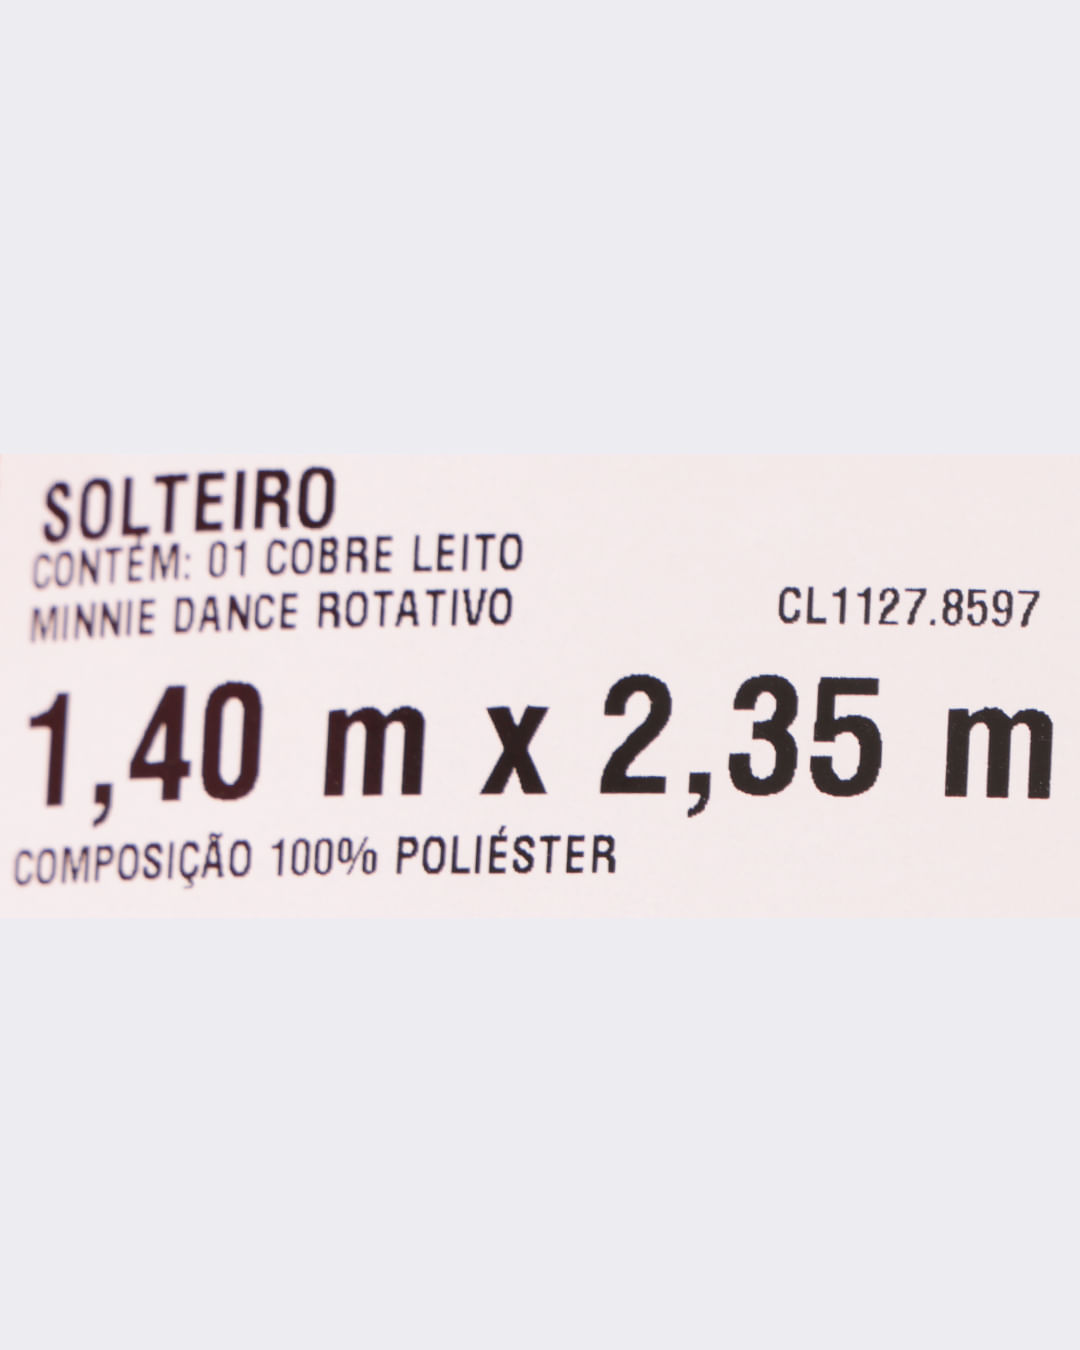 SOLTEIRO
CONTÉM: 01 COBRE LEITO
MINNIE DANCE ROTATIVO
CL1127.8597
1,40 m x 2,35 m
COMPOSIÇÃO 100% POLIÉSTER